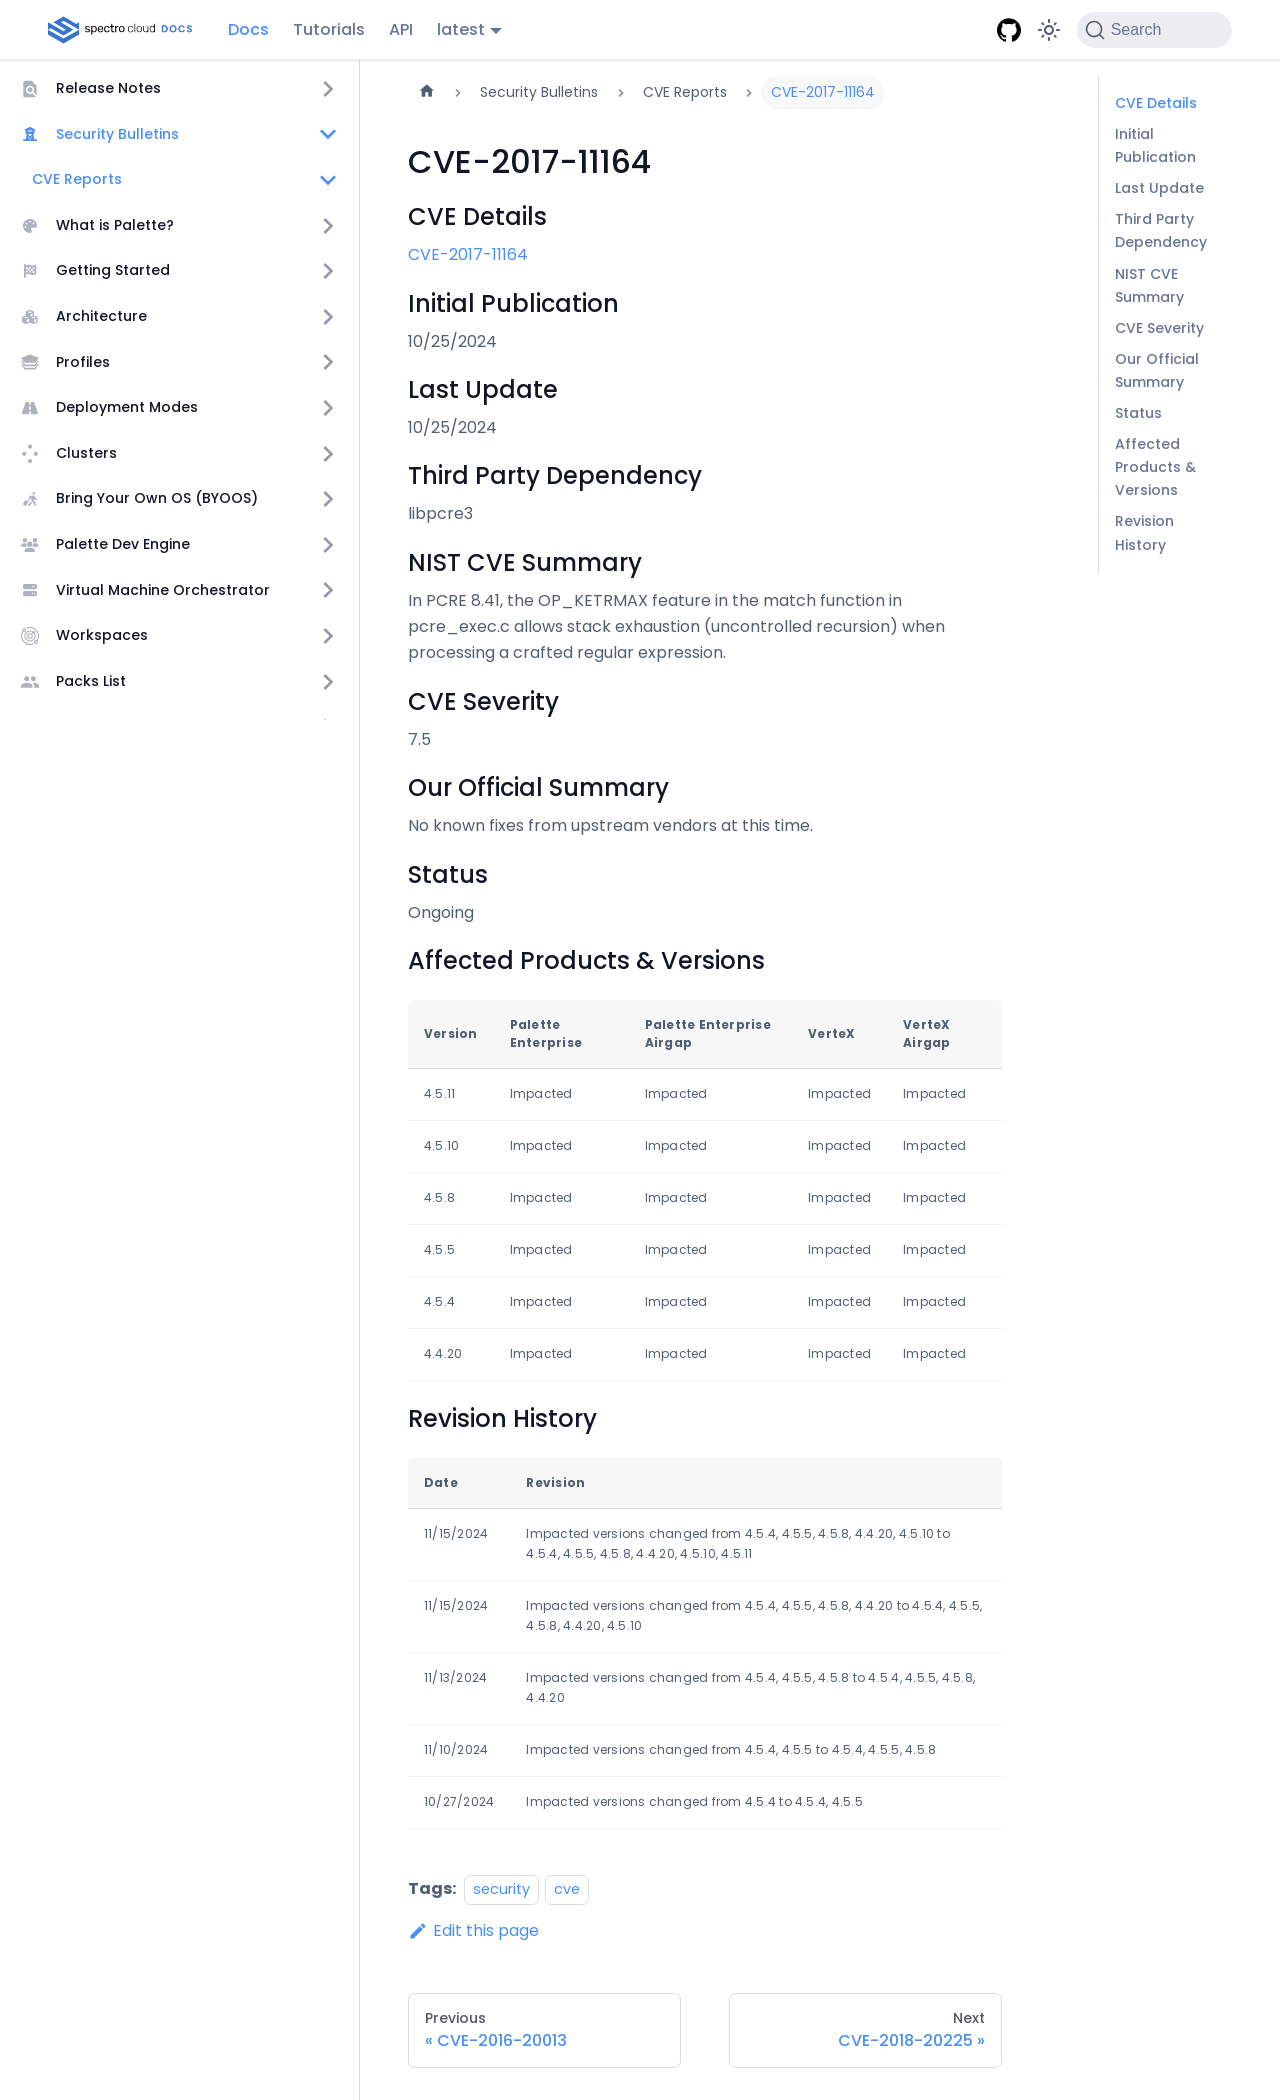 spectro cloud DOCS
Docs
Tutorials
API
latest
Search
Release Notes
Security Bulletins
CVE Reports
What is Palette?
Getting Started
Architecture
Profiles
Deployment Modes
Clusters
Bring Your Own OS (BYOOS)
Palette Dev Engine
Virtual Machine Orchestrator
Workspaces
Packs List
Security Bulletins
CVE Reports
CVE-2017-11164
CVE-2017-11164
CVE Details
CVE-2017-11164
Initial Publication
10/25/2024
Last Update
10/25/2024
Third Party Dependency
libpcre3
NIST CVE Summary
In PCRE 8.41, the OP_KETRMAX feature in the match function in
pcre_exec.c allows stack exhaustion (uncontrolled recursion) when
processing a crafted regular expression.
CVE Severity
7.5
Our Official Summary
No known fixes from upstream vendors at this time.
Status
Ongoing
Affected Products & Versions
Version Palette Enterprise Palette Enterprise Airgap VerteX VerteX Airgap
4.5.11 Impacted Impacted Impacted Impacted
4.5.10 Impacted Impacted Impacted Impacted
4.5.8 Impacted Impacted Impacted Impacted
4.5.5 Impacted Impacted Impacted Impacted
4.5.4 Impacted Impacted Impacted Impacted
4.4.20 Impacted Impacted Impacted Impacted
Revision History
Date Revision
11/15/2024 Impacted versions changed from 4.5.4, 4.5.5, 4.5.8, 4.4.20, 4.5.10 to
4.5.4, 4.5.5, 4.5.8, 4.4.20, 4.5.10, 4.5.11
11/15/2024 Impacted versions changed from 4.5.4, 4.5.5, 4.5.8, 4.4.20 to 4.5.4, 4.5.5,
4.5.8, 4.4.20, 4.5.10
11/13/2024 Impacted versions changed from 4.5.4, 4.5.5, 4.5.8 to 4.5.4, 4.5.5, 4.5.8,
4.4.20
11/10/2024 Impacted versions changed from 4.5.4, 4.5.5 to 4.5.4, 4.5.5, 4.5.8
10/27/2024 Impacted versions changed from 4.5.4 to 4.5.4, 4.5.5
Tags: security cve
Edit this page
Previous
« CVE-2016-20013
Next
CVE-2018-20225 »
CVE Details
Initial
Publication
Last Update
Third Party
Dependency
NIST CVE
Summary
CVE Severity
Our Official
Summary
Status
Affected
Products &
Versions
Revision
History